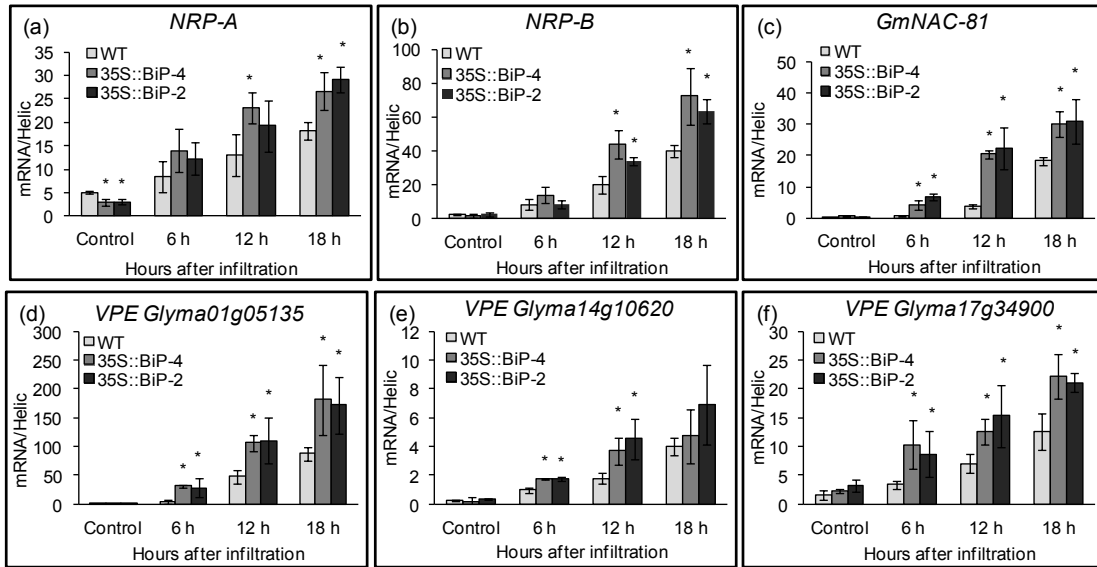 (a) NRP-A
35
30
25
20
15
10
5
0
mRNA/Helic
WT
35S::BiP-4
35S::BiP-2
* * * * *
Control 6 h 12 h 18 h
Hours after infiltration
(b) NRP-B
100
80
60
40
20
0
mRNA/Helic
WT
35S::BiP-4
35S::BiP-2
* * * *
Control 6 h 12 h 18 h
Hours after infiltration
(c) GmNAC-81
50
40
30
20
10
0
mRNA/Helic
WT
35S::BiP-4
35S::BiP-2
* * * * * *
Control 6 h 12 h 18 h
Hours after infiltration
(d) VPE Glyma01g05135
300
250
200
150
100
50
0
mRNA/Helic
WT
35S::BiP-4
35S::BiP-2
* * * * * *
Control 6 h 12 h 18 h
Hours after infiltration
(e) VPE Glyma14g10620
12
10
8
6
4
2
0
mRNA/Helic
WT
35S::BiP-4
35S::BiP-2
* * * *
Control 6 h 12 h 18 h
Hours after infiltration
(f) VPE Glyma17g34900
30
25
20
15
10
5
0
mRNA/Helic
WT
35S::BiP-4
35S::BiP-2
* * * * * *
Control 6 h 12 h 18 h
Hours after infiltration